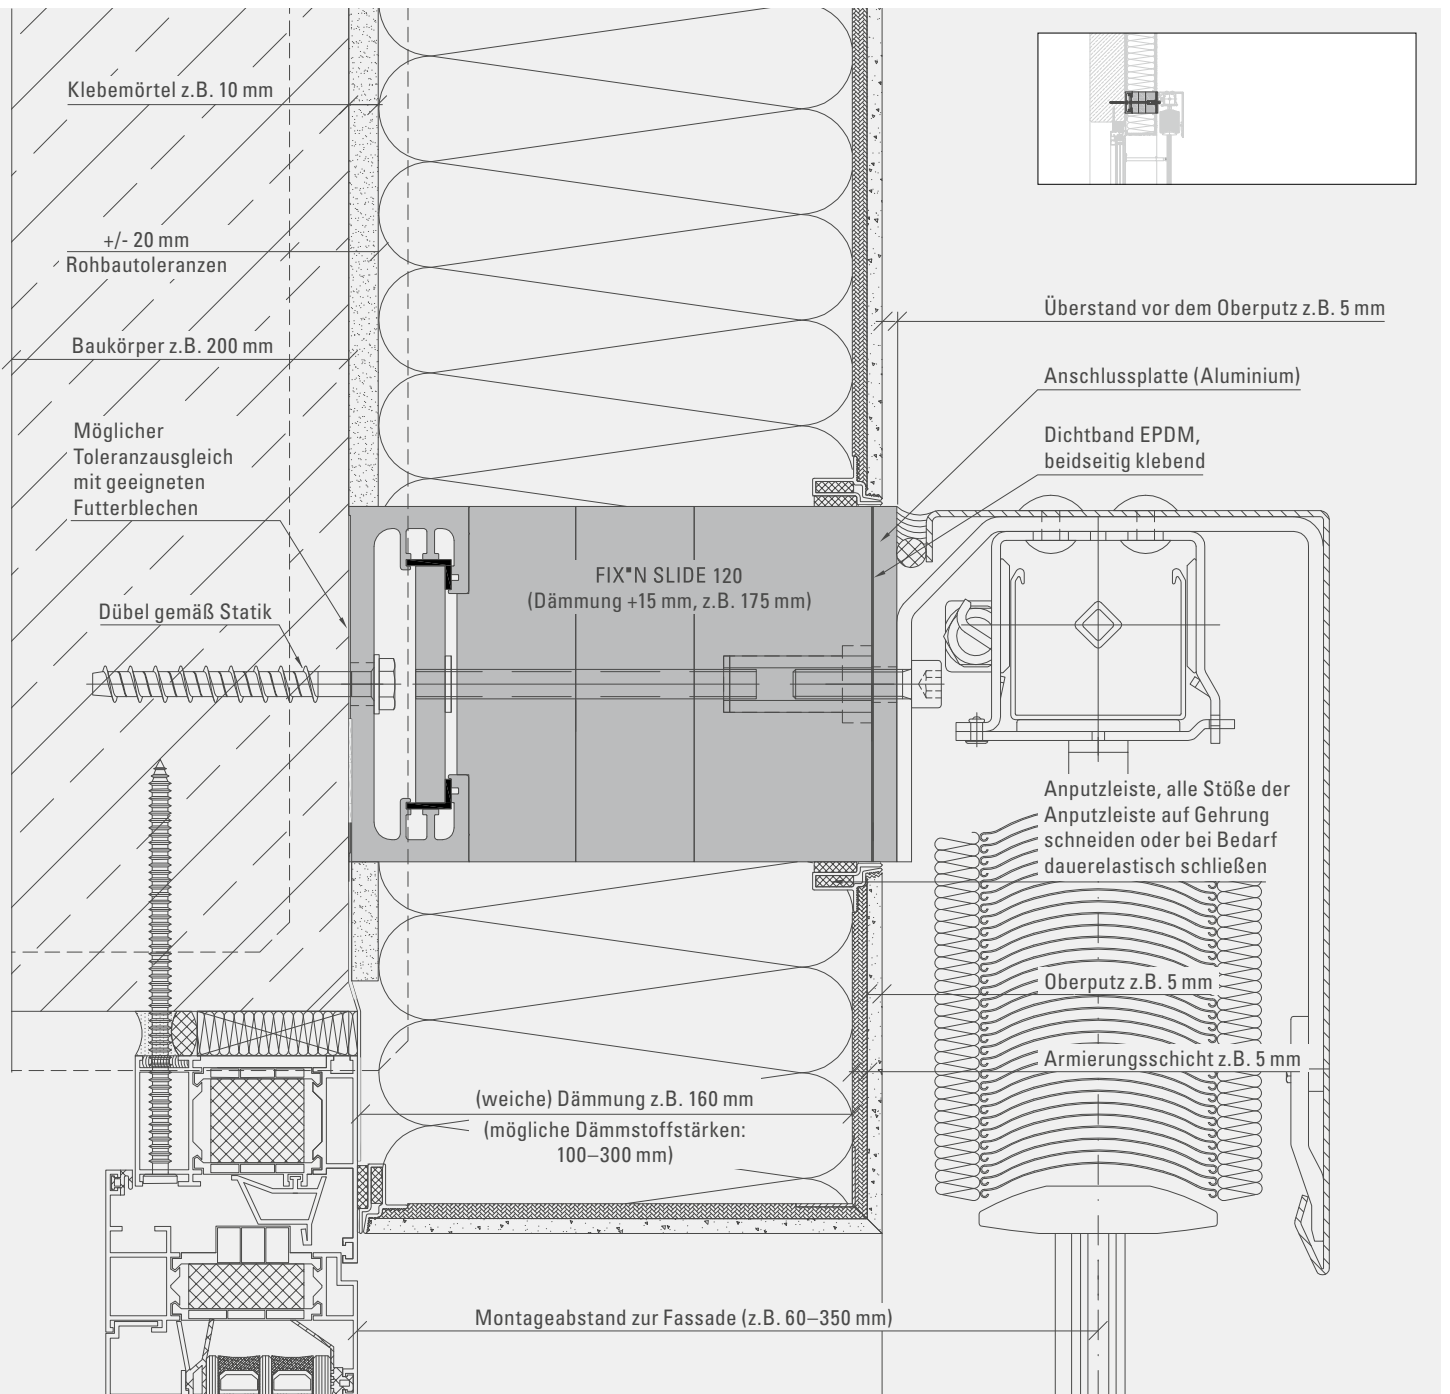 Klebemörtel z.B. 10 mm
+/- 20 mm
Rohbautoleranzen
Baukörper z.B. 200 mm
Möglicher
Toleranzausgleich
mit geeigneten
Futterblechen
Dübel gemäß Statik
FIX■N SLIDE 120
(Dämmung +15 mm, z.B. 175 mm)
Überstand vor dem Oberputz z.B. 5 mm
Anschlussplatte (Aluminium)
Dichtband EPDM,
beidseitig klebend
Anputzleiste, alle Stöße der
Anputzleiste auf Gehrung
schneiden oder bei Bedarf
dauerelastisch schließen
Oberputz z.B. 5 mm
Armierungsschicht z.B. 5 mm
(weiche) Dämmung z.B. 160 mm
(mögliche Dämmstoffstärken:
100–300 mm)
Montageabstand zur Fassade (z.B. 60–350 mm)